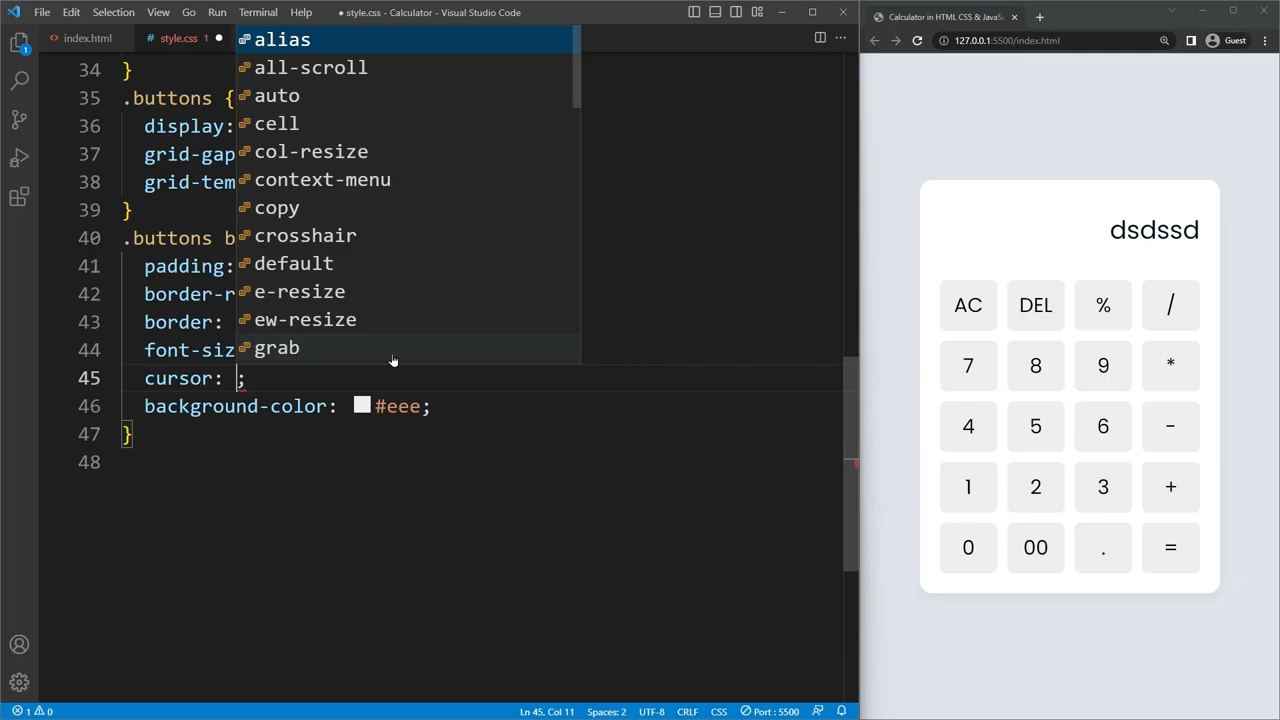 File Edit Selection View Go Run Terminal Help
● style.css - Calculator - Visual Studio Code
index.html
# style.css 1 ●
alias
all-scroll
auto
cell
col-resize
context-menu
copy
crosshair
default
e-resize
ew-resize
grab
34 }
35 .buttons {
36 display:
37 grid-gap
38 grid-tem
39 }
40 .buttons b
41 padding:
42 border-r
43 border:
44 font-siz
45 cursor: ;
46 background-color: #eee;
47 }
48
1
1 0
Ln 45, Col 11 Spaces: 2 UTF-8 CRLF CSS Port : 5500
Calculator in HTML CSS & JavaSc
127.0.0.1:5500/index.html
Guest
dsdssd
AC DEL % /
7 8 9 *
4 5 6 -
1 2 3 +
0 00 . =